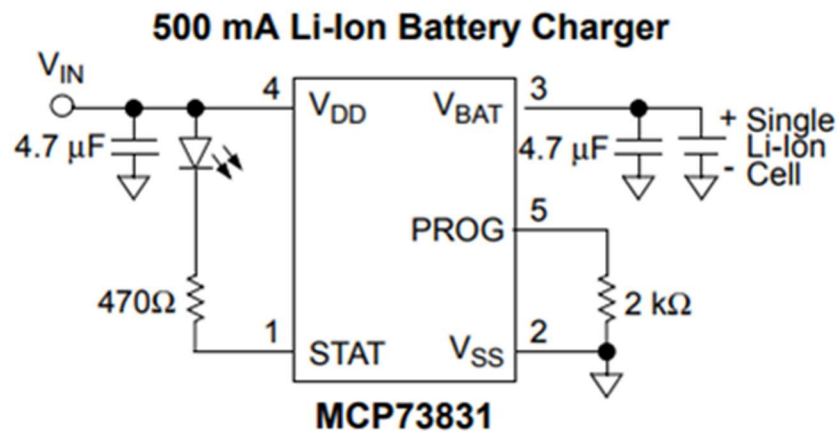 500 mA Li-Ion Battery Charger
VIN
4
VDD
VBAT
3
4.7 μF
4.7 μF
+ Single
Li-Ion
- Cell
PROG
5
470Ω
2 kΩ
1
STAT
VSS
2
MCP73831